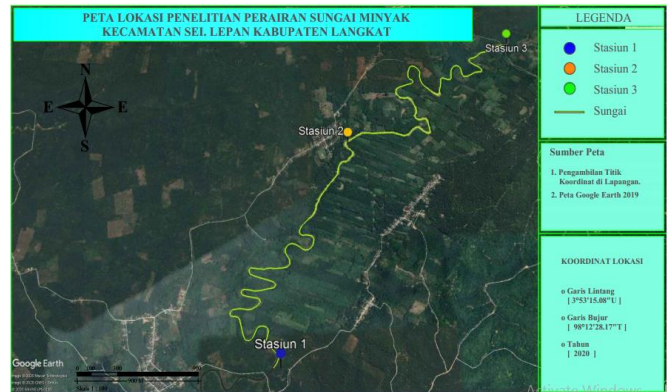 PETA LOKASI PENELITIAN PERAIRAN SUNGAI MINYAK
KECAMATAN SEI. LEPAN KABUPATEN LANGKAT
N
E
E
S
Stasiun 3
Stasiun 2
Stasiun 1
Google Earth
LEGENDA
Stasiun 1
Stasiun 2
Stasiun 3
Sungai
Sumber Peta
1. Pengambilan Titik
Koordinat di Lapangan.
2. Peta Google Earth 2019
KOORDINAT LOKASI
o Garis Lintang
[ 3°53'15.08"U ]
o Garis Bujur
[ 98°12'28.17"T ]
o Tahun
[ 2020 ]
Activate Windows